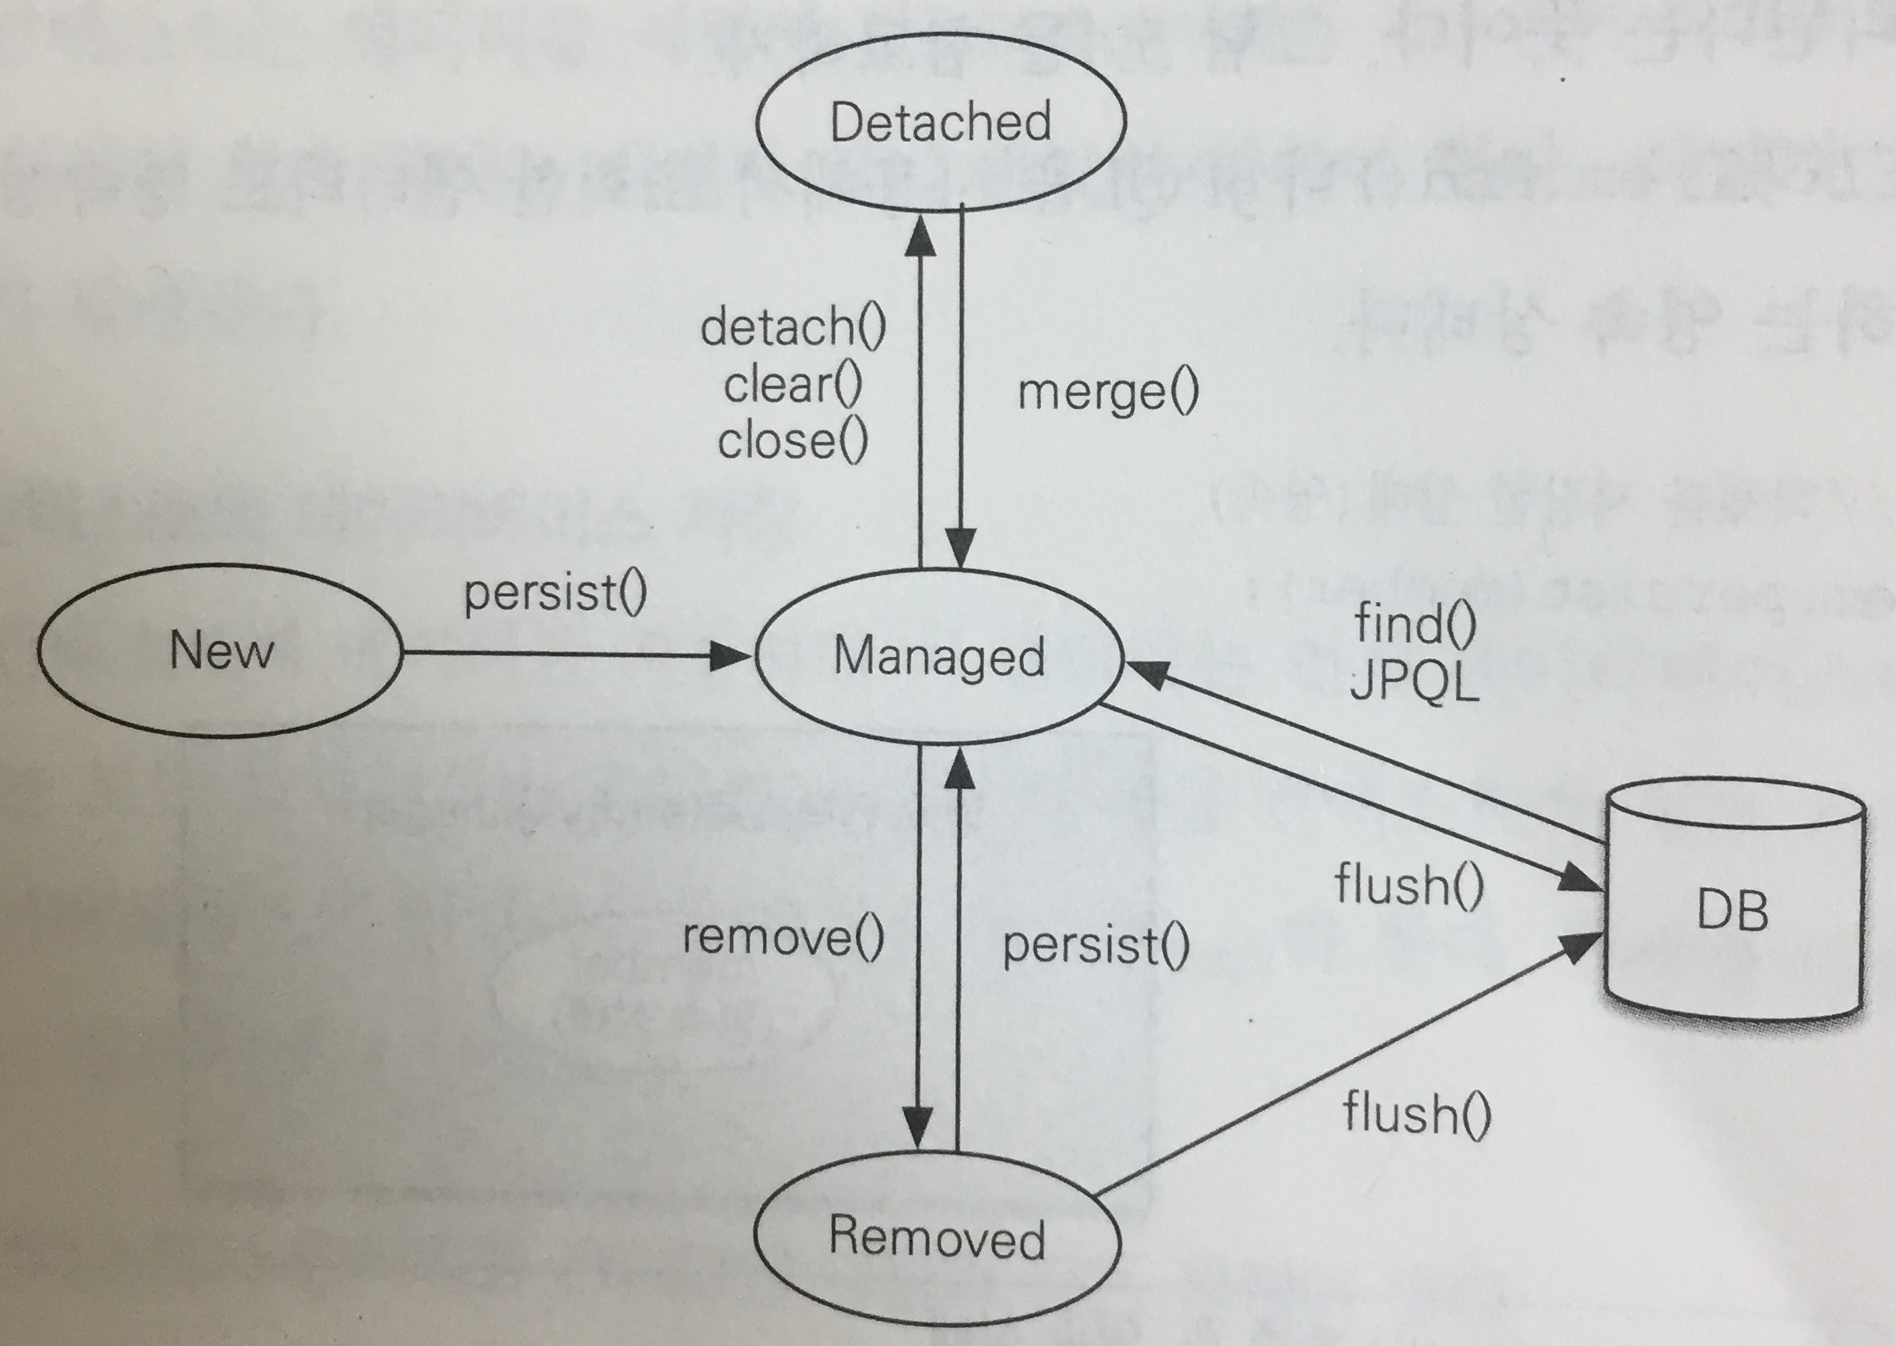 Detached
detach()
clear()
close()
merge()
New
persist()
Managed
find()
JPQL
flush()
DB
remove()
persist()
flush()
Removed